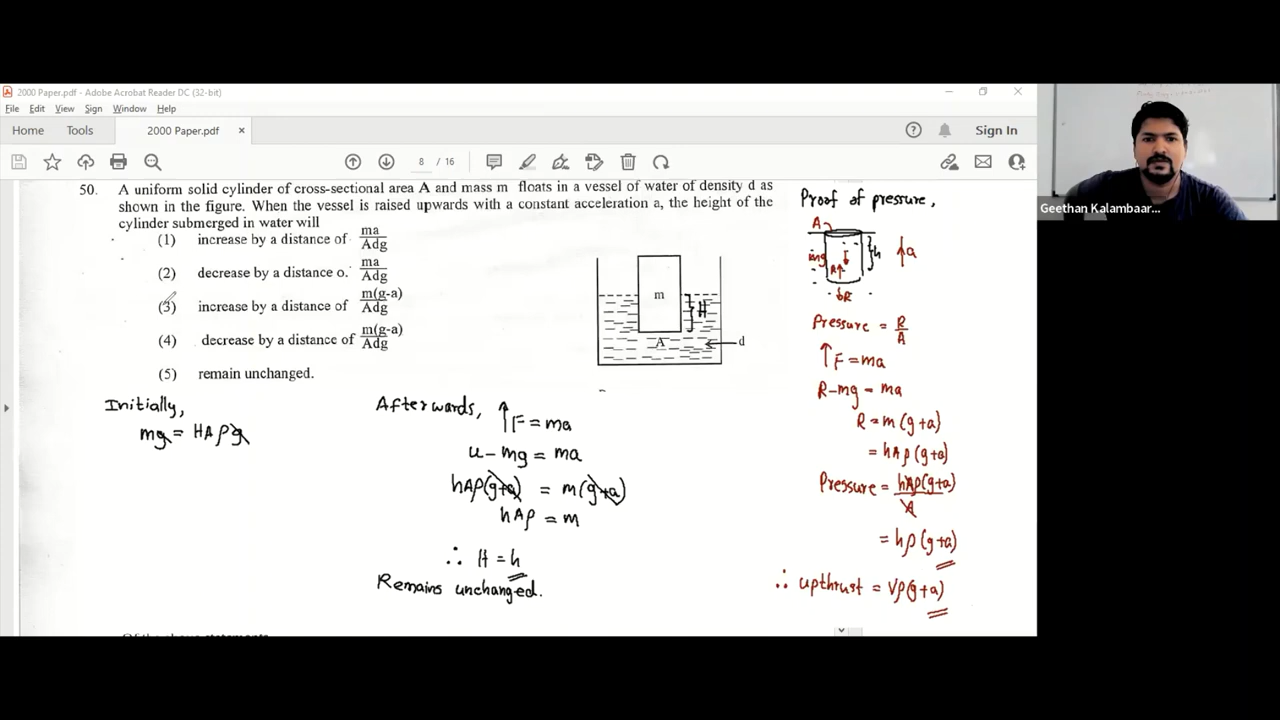 2000 Paper.pdf - Adobe Acrobat Reader DC (32-bit)
File Edit View Sign Window Help
Home Tools 2000 Paper.pdf × Sign In
8 / 16
Geethan Kalambaar...
50. A uniform solid cylinder of cross-sectional area A and mass m floats in a vessel of water of density d as
shown in the figure. When the vessel is raised upwards with a constant acceleration a, the height of the
cylinder submerged in water will
(1) increase by a distance of ma/Adg
(2) decrease by a distance o. ma/Adg
(3) increase by a distance of m(g-a)/Adg
(4) decrease by a distance of m(g-a)/Adg
(5) remain unchanged.
m
H
A
d
Initially,
mg = HAρg
Afterwards, ↑F = ma
u - mg = ma
hAρ(g+a) = m(g+a)
hAρ = m
∴ H = h
Remains unchanged.
Proof of pressure,
A
mg
h
↑a
R↑
↓R
Pressure = R/A
↑F = ma
R-mg = ma
R = m(g+a)
= hAρ(g+a)
Pressure = hAρ(g+a)/A
= hρ(g+a)
∴ upthrust = Vρ(g+a)